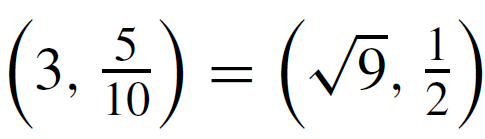 (3, 5/10) = (√9, 1/2)